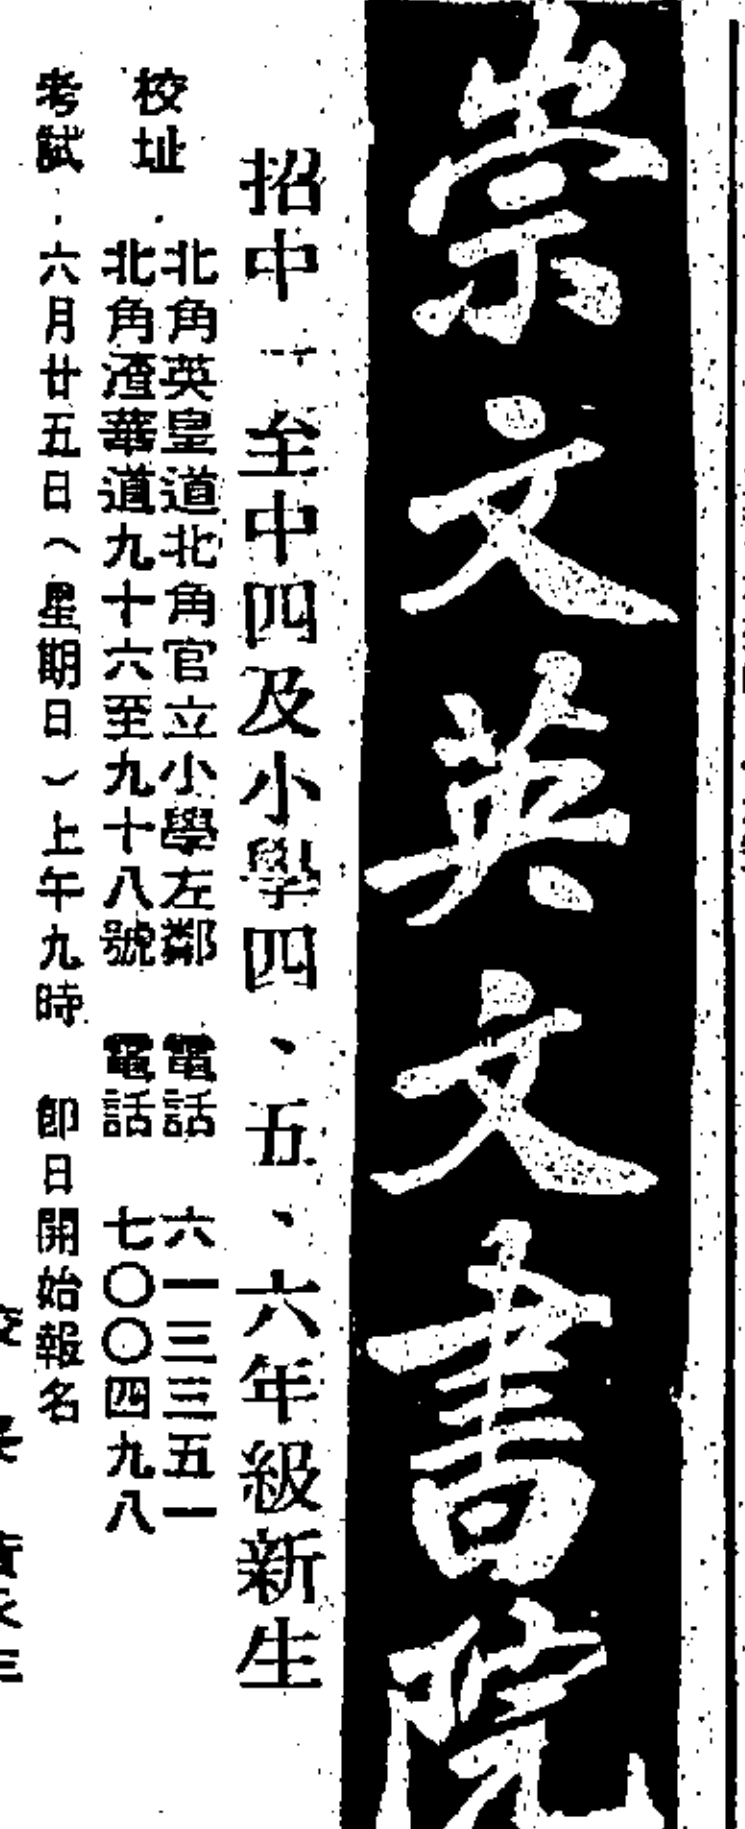 崇文英文書院
招中一至中四及小學四、五、六年級新生
校址：北角英皇道北角官立小學左鄰　電話　六一三三五一
北角渣華道九十六至九十八號　電話　七〇〇四九八
考試：六月廿五日（星期日）上午九時　即日開始報名